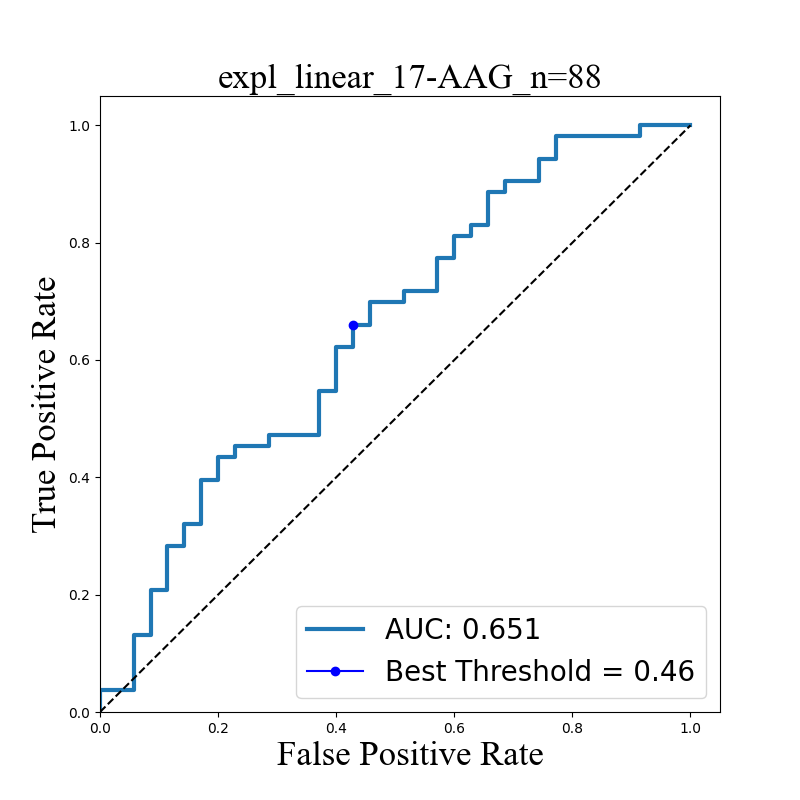 expl_linear_17-AAG_n=88
True Positive Rate
1.0
0.8
0.6
0.4
0.2
0.0
0.0 0.2 0.4 0.6 0.8 1.0
False Positive Rate
AUC: 0.651
Best Threshold = 0.46